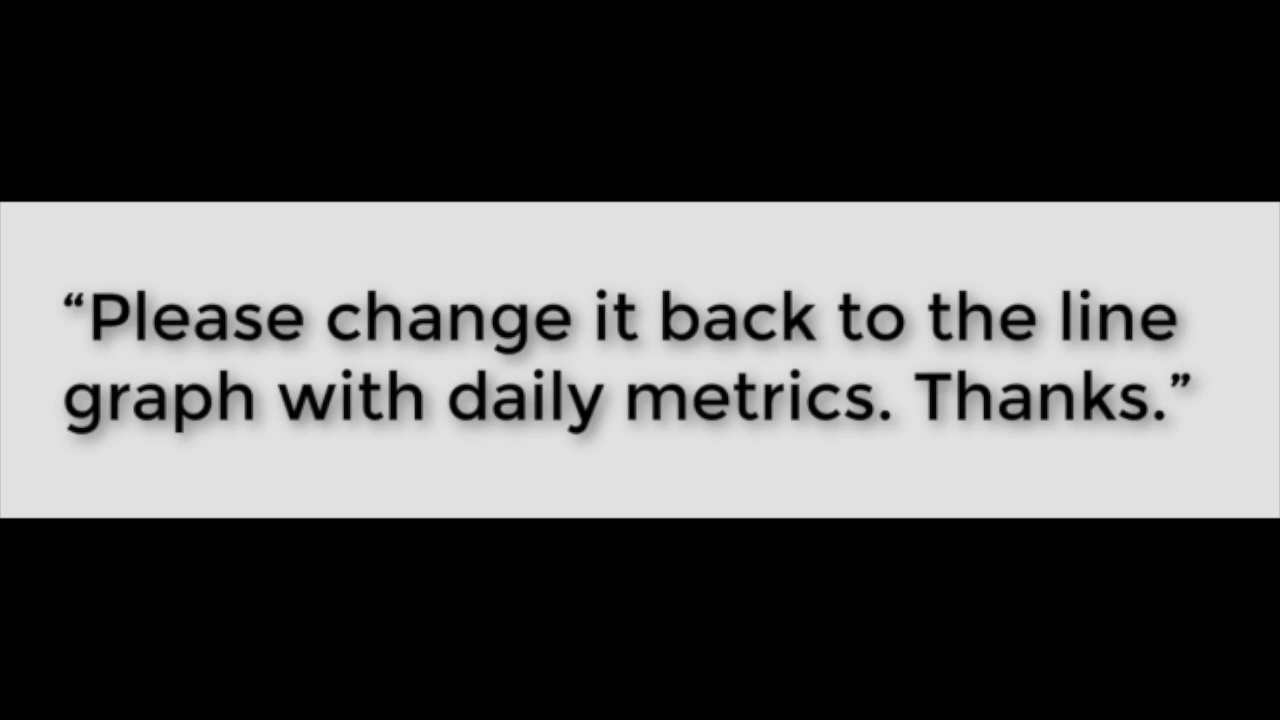 “Please change it back to the line
graph with daily metrics. Thanks.”